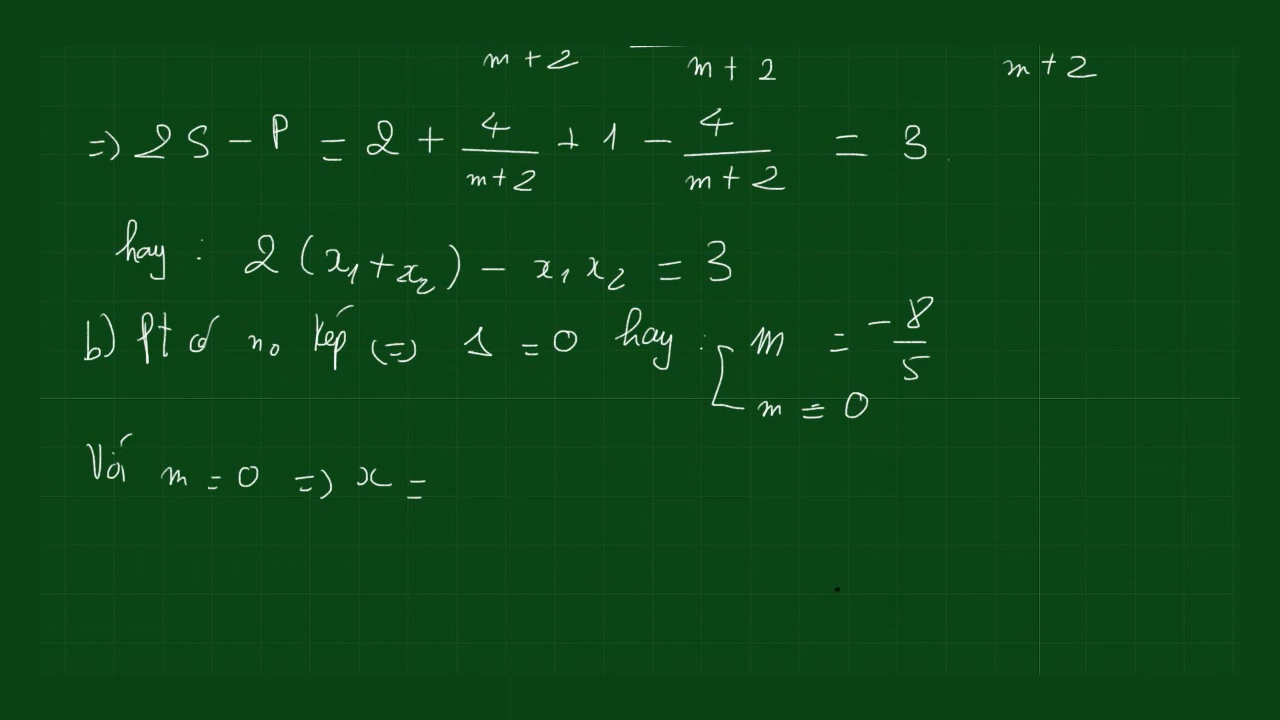 m + 2 m + 2 m + 2
=> 2S - P = 2 + 4/(m+2) + 1 - 4/(m+2) = 3
hay : 2 (x₁ + x₂) - x₁ x₂ = 3
b) Pt có no kép <=> Δ = 0 hay : [ m = -8/5
m = 0
Với m = 0 => x =